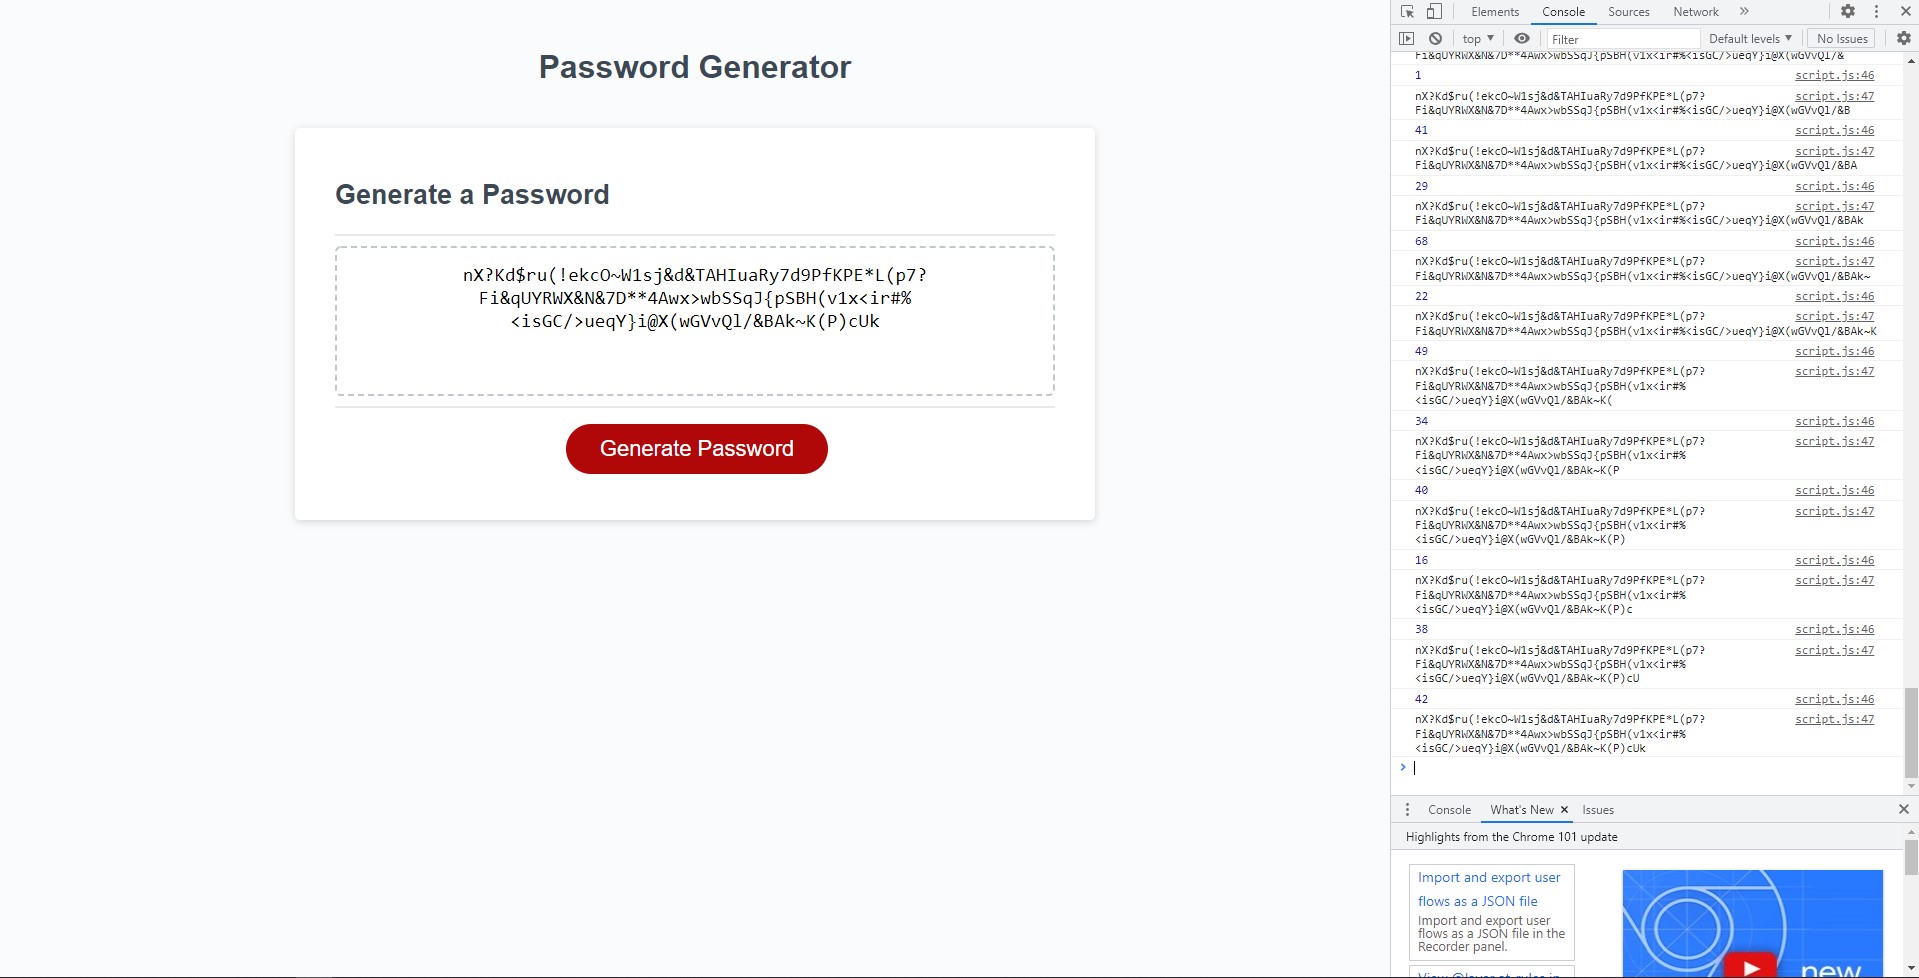 Password Generator
Generate a Password
nX?Kd$ru(!ekcO~W1sj&d&TAHIuaRy7d9PfKPE*L(p7?
Fi&qUYRWX&N&7D**4Awx>wbSSqJ{pSBH(v1x<ir#%
<isGC/>ueqY}i@X(wGVvQl/&BAk~K(P)cUk
Generate Password
Elements Console Sources Network »
top ▼ Filter Default levels ▼ No Issues
Fi&qUYRWX&N&7D**4Awx>wbSSqJ{pSBH(v1x<ir#%<isGC/>ueqY}i@X(wGVvQl/&
1 script.js:46
nX?Kd$ru(!ekcO~W1sj&d&TAHIuaRy7d9PfKPE*L(p7? script.js:47
Fi&qUYRWX&N&7D**4Awx>wbSSqJ{pSBH(v1x<ir#%<isGC/>ueqY}i@X(wGVvQl/&B
41 script.js:46
nX?Kd$ru(!ekcO~W1sj&d&TAHIuaRy7d9PfKPE*L(p7? script.js:47
Fi&qUYRWX&N&7D**4Awx>wbSSqJ{pSBH(v1x<ir#%<isGC/>ueqY}i@X(wGVvQl/&BA
29 script.js:46
nX?Kd$ru(!ekcO~W1sj&d&TAHIuaRy7d9PfKPE*L(p7? script.js:47
Fi&qUYRWX&N&7D**4Awx>wbSSqJ{pSBH(v1x<ir#%<isGC/>ueqY}i@X(wGVvQl/&BAk
68 script.js:46
nX?Kd$ru(!ekcO~W1sj&d&TAHIuaRy7d9PfKPE*L(p7? script.js:47
Fi&qUYRWX&N&7D**4Awx>wbSSqJ{pSBH(v1x<ir#%<isGC/>ueqY}i@X(wGVvQl/&BAk~
22 script.js:46
nX?Kd$ru(!ekcO~W1sj&d&TAHIuaRy7d9PfKPE*L(p7? script.js:47
Fi&qUYRWX&N&7D**4Awx>wbSSqJ{pSBH(v1x<ir#%<isGC/>ueqY}i@X(wGVvQl/&BAk~K
49 script.js:46
nX?Kd$ru(!ekcO~W1sj&d&TAHIuaRy7d9PfKPE*L(p7? script.js:47
Fi&qUYRWX&N&7D**4Awx>wbSSqJ{pSBH(v1x<ir#%
<isGC/>ueqY}i@X(wGVvQl/&BAk~K(
34 script.js:46
nX?Kd$ru(!ekcO~W1sj&d&TAHIuaRy7d9PfKPE*L(p7? script.js:47
Fi&qUYRWX&N&7D**4Awx>wbSSqJ{pSBH(v1x<ir#%
<isGC/>ueqY}i@X(wGVvQl/&BAk~K(P
40 script.js:46
nX?Kd$ru(!ekcO~W1sj&d&TAHIuaRy7d9PfKPE*L(p7? script.js:47
Fi&qUYRWX&N&7D**4Awx>wbSSqJ{pSBH(v1x<ir#%
<isGC/>ueqY}i@X(wGVvQl/&BAk~K(P)
16 script.js:46
nX?Kd$ru(!ekcO~W1sj&d&TAHIuaRy7d9PfKPE*L(p7? script.js:47
Fi&qUYRWX&N&7D**4Awx>wbSSqJ{pSBH(v1x<ir#%
<isGC/>ueqY}i@X(wGVvQl/&BAk~K(P)c
38 script.js:46
nX?Kd$ru(!ekcO~W1sj&d&TAHIuaRy7d9PfKPE*L(p7? script.js:47
Fi&qUYRWX&N&7D**4Awx>wbSSqJ{pSBH(v1x<ir#%
<isGC/>ueqY}i@X(wGVvQl/&BAk~K(P)cU
42 script.js:46
nX?Kd$ru(!ekcO~W1sj&d&TAHIuaRy7d9PfKPE*L(p7? script.js:47
Fi&qUYRWX&N&7D**4Awx>wbSSqJ{pSBH(v1x<ir#%
<isGC/>ueqY}i@X(wGVvQl/&BAk~K(P)cUk
Console What's New × Issues
Highlights from the Chrome 101 update
Import and export user
flows as a JSON file
Import and export user
flows as a JSON file in the
Recorder panel.
new